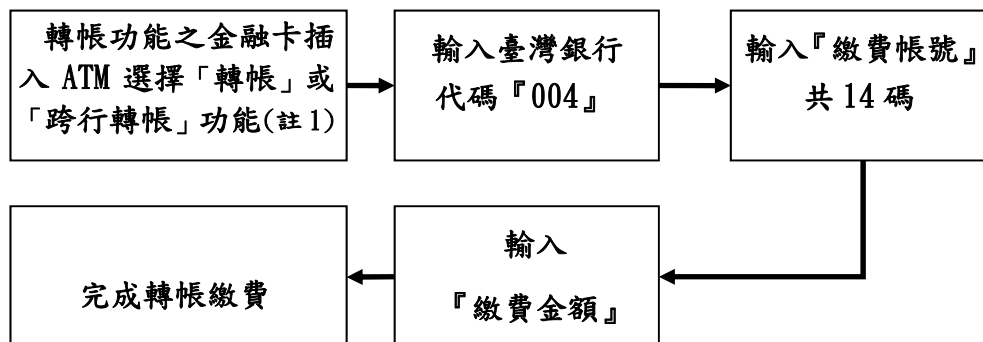 轉帳功能之金融卡插
入 ATM 選擇「轉帳」或
「跨行轉帳」功能(註 1)
輸入臺灣銀行
代碼『004』
輸入『繳費帳號』
共 14 碼
輸入
『繳費金額』
完成轉帳繳費